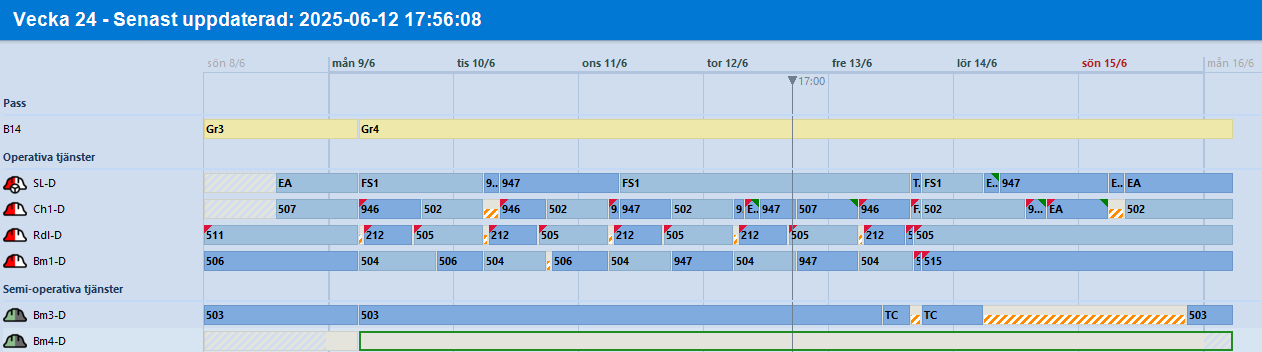 Vecka 24 - Senast uppdaterad: 2025-06-12 17:56:08
sön 8/6 mån 9/6 tis 10/6 ons 11/6 tor 12/6 fre 13/6 lör 14/6 sön 15/6 mån 16/6
17:00
Pass
B14 Gr3 Gr4
Operativa tjänster
SL-D EA FS1 9.. 947 FS1 T. FS1 E.. 947 E.. EA
Ch1-D 507 946 502 946 502 9 947 502 9 E.. 947 507 946 F. 502 9... EA 502
Rdl-D 511 212 505 212 505 212 505 212 505 212 5 505
Bm1-D 506 504 506 504 506 504 947 504 947 504 5 515
Semi-operativa tjänster
Bm3-D 503 503 TC TC 503
Bm4-D